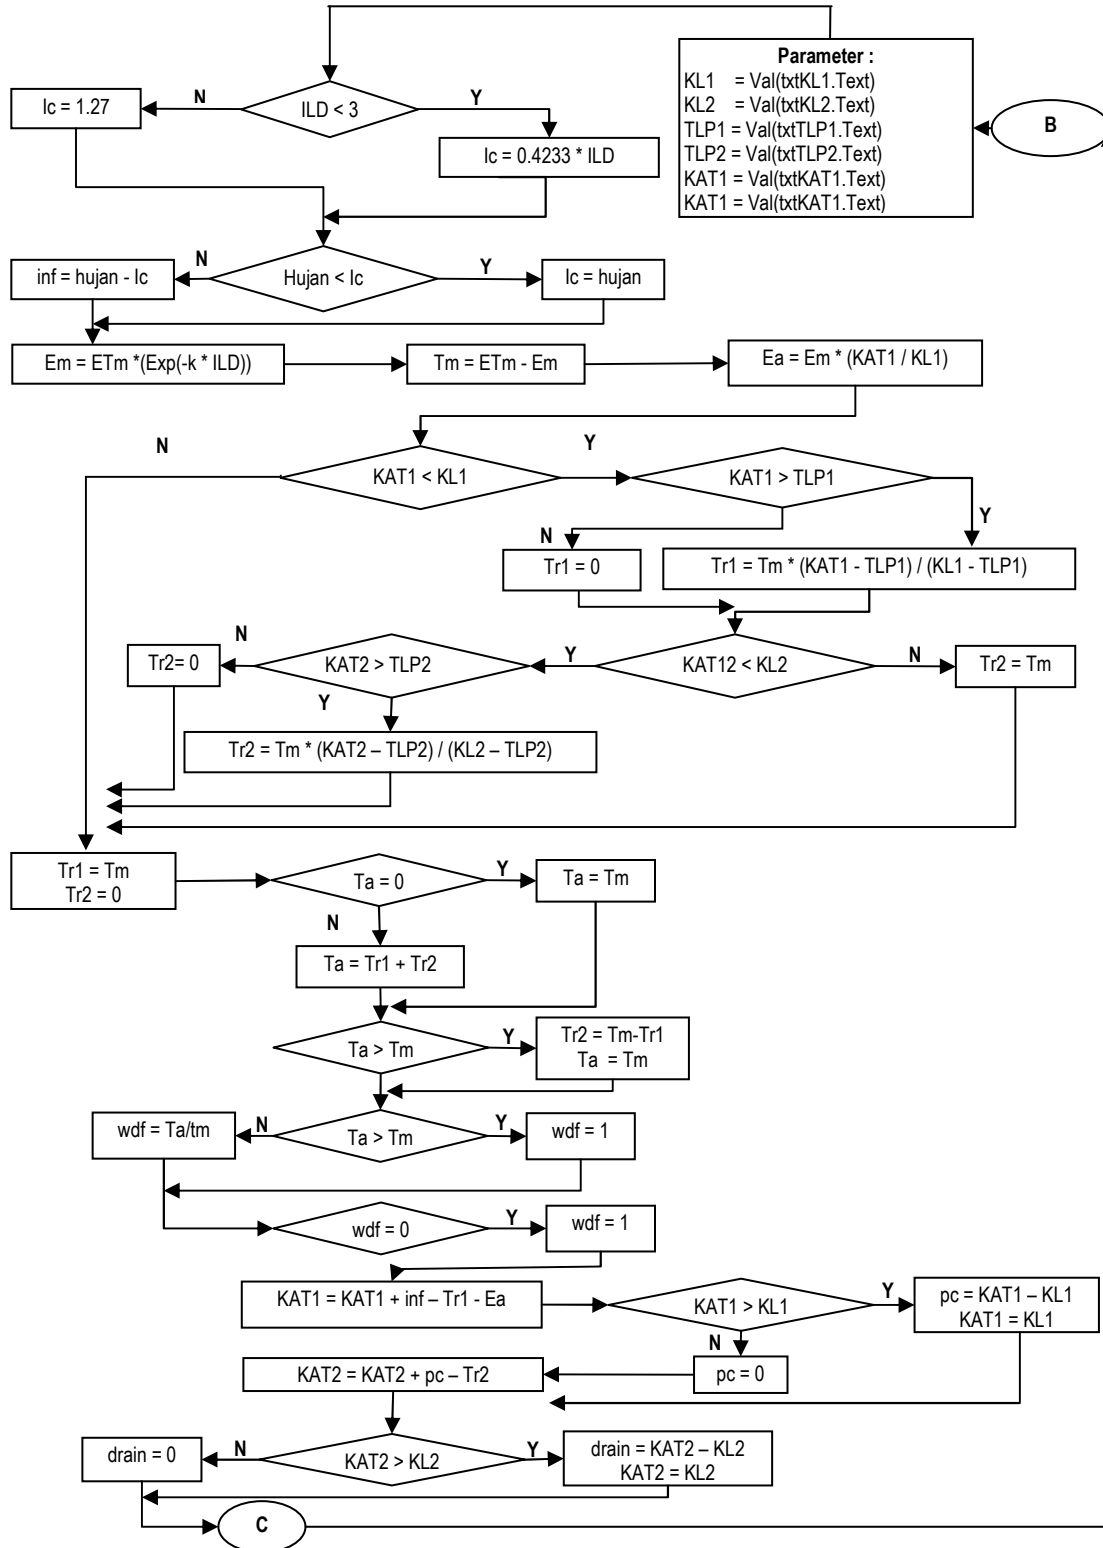 Parameter :
KL1 = Val(txtKL1.Text)
KL2 = Val(txtKL2.Text)
TLP1 = Val(txtTLP1.Text)
TLP2 = Val(txtTLP2.Text)
KAT1 = Val(txtKAT1.Text)
KAT1 = Val(txtKAT1.Text)
B
Ic = 1.27
N
ILD < 3
Y
Ic = 0.4233 * ILD
inf = hujan - Ic
N
Hujan < Ic
Y
Ic = hujan
Em = ETm *(Exp(-k * ILD))
Tm = ETm - Em
Ea = Em * (KAT1 / KL1)
N
KAT1 < KL1
Y
KAT1 > TLP1
N
Y
Tr1 = 0
Tr1 = Tm * (KAT1 - TLP1) / (KL1 - TLP1)
Tr2= 0
N
KAT2 > TLP2
Y
KAT12 < KL2
N
Tr2 = Tm
Y
Tr2 = Tm * (KAT2 – TLP2) / (KL2 – TLP2)
Tr1 = Tm
Tr2 = 0
Ta = 0
Y
Ta = Tm
N
Ta = Tr1 + Tr2
Ta > Tm
Y
Tr2 = Tm-Tr1
Ta = Tm
wdf = Ta/tm
N
Ta > Tm
Y
wdf = 1
wdf = 0
Y
wdf = 1
KAT1 = KAT1 + inf – Tr1 - Ea
KAT1 > KL1
Y
pc = KAT1 – KL1
KAT1 = KL1
N
pc = 0
KAT2 = KAT2 + pc – Tr2
drain = 0
N
KAT2 > KL2
Y
drain = KAT2 – KL2
KAT2 = KL2
C